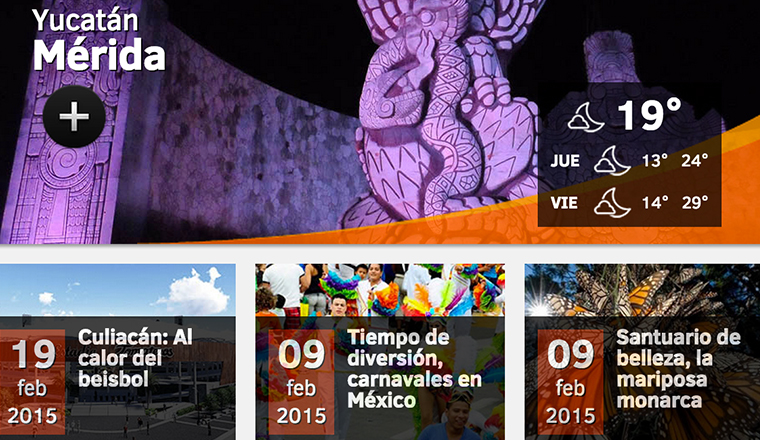 Yucatán
Mérida
19°
JUE 13° 24°
VIE 14° 29°
19
feb
2015
Culiacán: Al
calor del
beisbol
09
feb
2015
Tiempo de
diversión,
carnavales en
México
09
feb
2015
Santuario de
belleza, la
mariposa
monarca